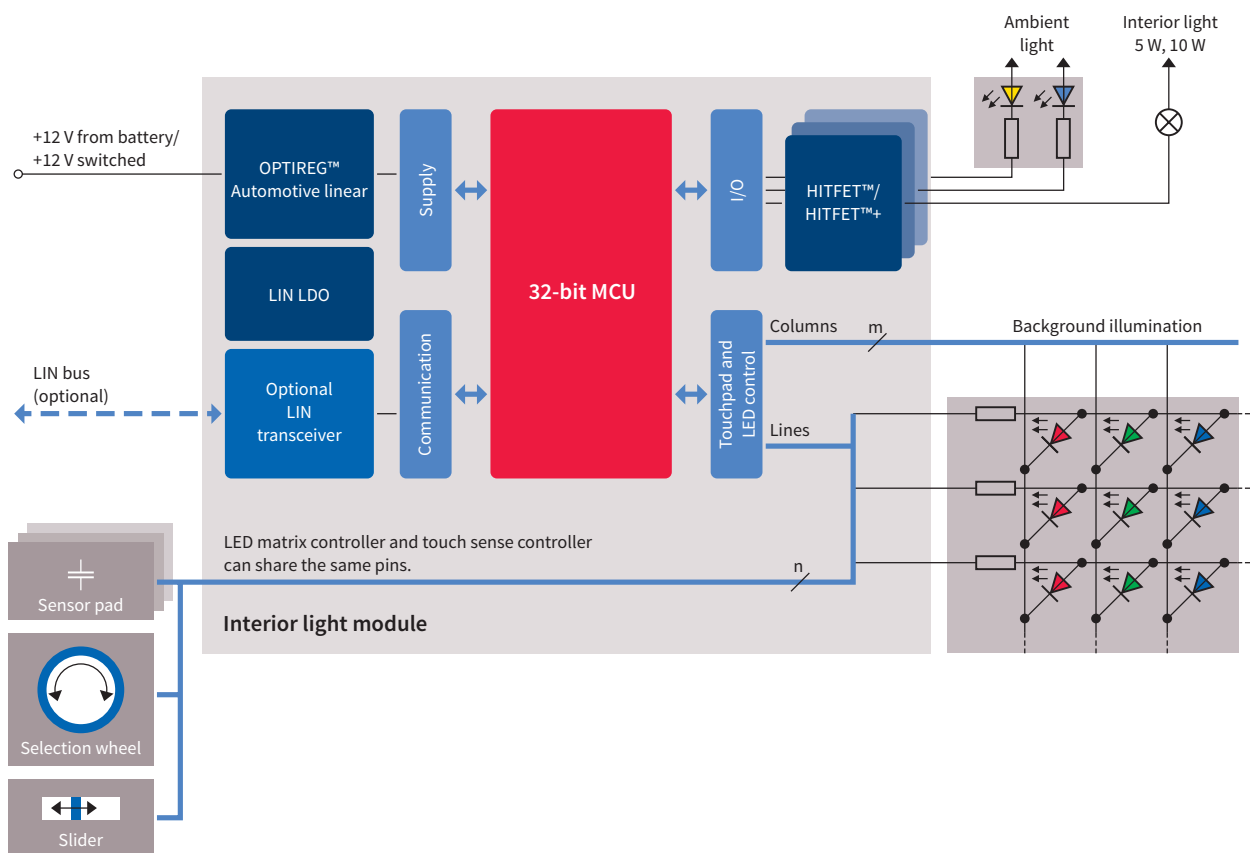 Ambient
light
Interior light
5 W, 10 W
+12 V from battery/
+12 V switched
OPTIREG™
Automotive linear
Supply
I/O
HITFET™/
HITFET™+
LIN LDO
32-bit MCU
LIN bus
(optional)
Optional
LIN
transceiver
Communication
Touchpad and
LED control
Columns
m
Background illumination
Lines
LED matrix controller and touch sense controller
can share the same pins.
n
Interior light module
Sensor pad
Selection wheel
Slider